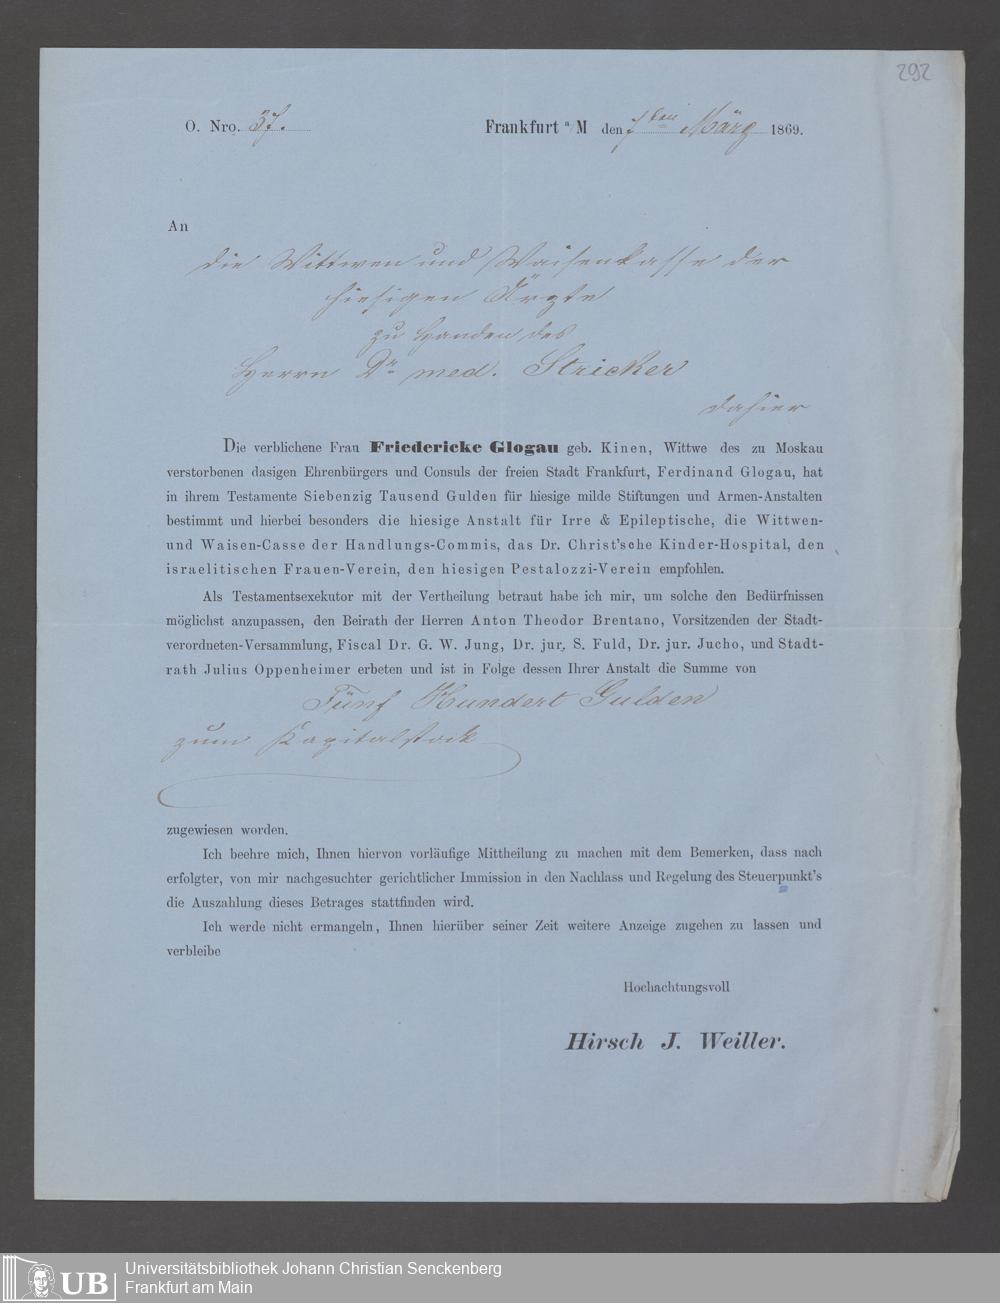 292
O. Nro. 37.
Frankfurt a M den 7ten März 1869.
An
die Wittwen und Waisenkasse der
hiesigen Ärzte
zu Handen des
Herrn Dr. med. Stricker
dahier
Die verblichene Frau Friedericke Glogau geb. Kinen, Wittwe des zu Moskau
verstorbenen dasigen Ehrenbürgers und Consuls der freien Stadt Frankfurt, Ferdinand Glogau, hat
in ihrem Testamente Siebenzig Tausend Gulden für hiesige milde Stiftungen und Armen-Anstalten
bestimmt und hierbei besonders die hiesige Anstalt für Irre & Epileptische, die Wittwen-
und Waisen-Casse der Handlungs-Commis, das Dr. Christ'sche Kinder-Hospital, den
israelitischen Frauen-Verein, den hiesigen Pestalozzi-Verein empfohlen.
Als Testamentsexekutor mit der Vertheilung betraut habe ich mir, um solche den Bedürfnissen
möglichst anzupassen, den Beirath der Herren Anton Theodor Brentano, Vorsitzenden der Stadt-
verordneten-Versammlung, Fiscal Dr. G. W. Jung, Dr. jur. S. Fuld, Dr. jur. Jucho, und Stadt-
rath Julius Oppenheimer erbeten und ist in Folge dessen Ihrer Anstalt die Summe von
Fünf Hundert Gulden
zum Kapitalstock
zugewiesen worden.
Ich beehre mich, Ihnen hiervon vorläufige Mittheilung zu machen mit dem Bemerken, dass nach
erfolgter, von mir nachgesuchter gerichtlicher Immission in den Nachlass und Regelung des Steuerpunkt's
die Auszahlung dieses Betrages stattfinden wird.
Ich werde nicht ermangeln, Ihnen hierüber seiner Zeit weitere Anzeige zugehen zu lassen und
verbleibe
Hochachtungsvoll
Hirsch J. Weiller.
UB
Universitätsbibliothek Johann Christian Senckenberg
Frankfurt am Main